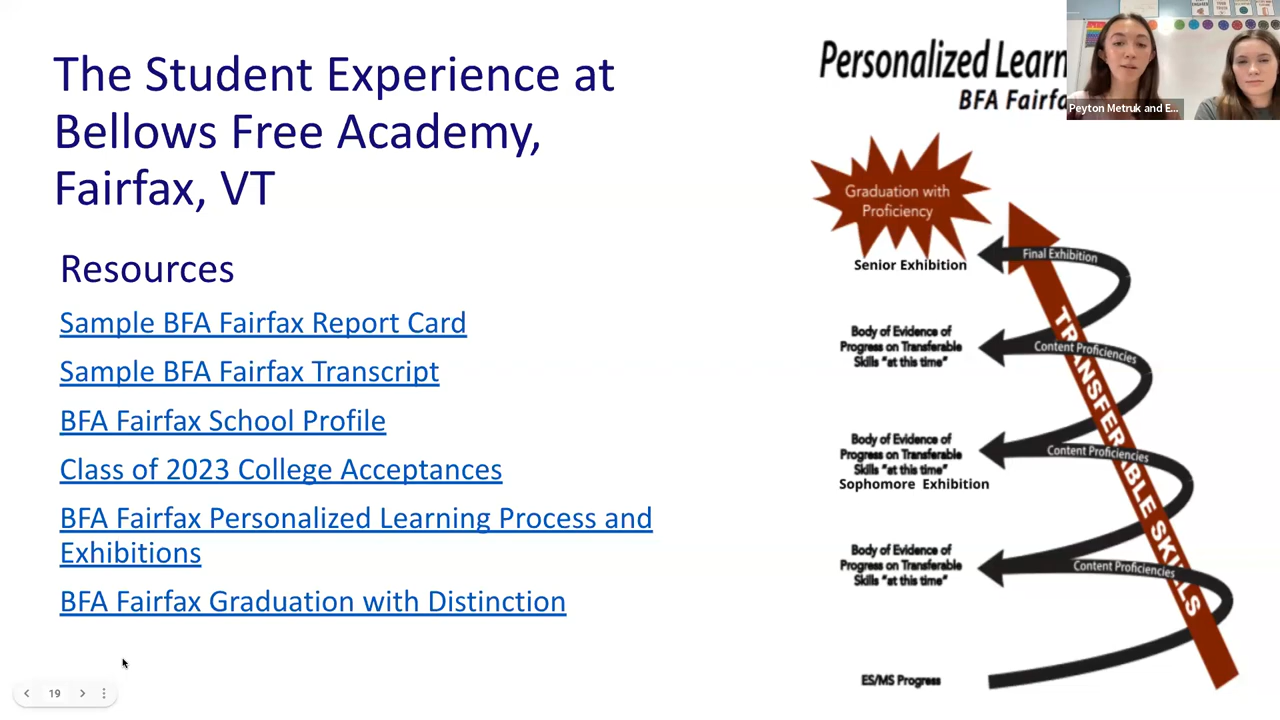 The Student Experience at
Bellows Free Academy,
Fairfax, VT
Resources
Sample BFA Fairfax Report Card
Sample BFA Fairfax Transcript
BFA Fairfax School Profile
Class of 2023 College Acceptances
BFA Fairfax Personalized Learning Process and
Exhibitions
BFA Fairfax Graduation with Distinction
19
Personalized Learn
BFA Fairfa
Peyton Metruk and E...
Graduation with
Proficiency
Senior Exhibition
Final Exhibition
Body of Evidence of
Progress on Transferable
Skills "at this time"
Content Proficiencies
Body of Evidence of
Progress on Transferable
Skills "at this time"
Sophomore Exhibition
Content Proficiencies
Body of Evidence of
Progress on Transferable
Skills "at this time"
Content Proficiencies
TRANSFERABLE SKILLS
ES/MS Progress